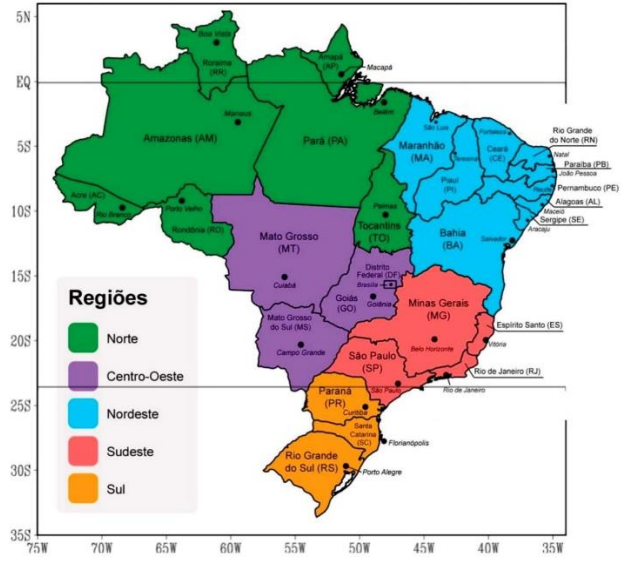 5N
EQ
5S
10S
15S
20S
25S
30S
35S
75W
70W
65W
60W
55W
50W
45W
40W
35W
Boa Vista
Roraima
(RR)
Amapá
(AP)
Macapá
Manaus
Amazonas (AM)
Belém
Pará (PA)
Acre (AC)
Rio Branco
Porto Velho
Rondônia (RO)
Palmas
Tocantins
(TO)
São Luis
Maranhão
(MA)
Teresina
Piauí
(PI)
Fortaleza
Ceará
(CE)
Rio Grande
do Norte (RN)
Natal
Paraíba (PB)
João Pessoa
Pernambuco (PE)
Recife
Alagoas (AL)
Maceió
Sergipe (SE)
Aracaju
Bahia
(BA)
Salvador
Mato Grosso
(MT)
Cuiabá
Distrito
Federal (DF)
Brasília
Goiás
(GO)
Goiânia
Mato Grosso
do Sul (MS)
Campo Grande
Minas Gerais
(MG)
Belo Horizonte
Espírito Santo (ES)
Vitória
São Paulo
(SP)
São Paulo
Rio de Janeiro (RJ)
Rio de Janeiro
Paraná
(PR)
Curitiba
Santa
Catarina (SC)
Florianópolis
Rio Grande
do Sul (RS)
Porto Alegre
Regiões
Norte
Centro-Oeste
Nordeste
Sudeste
Sul